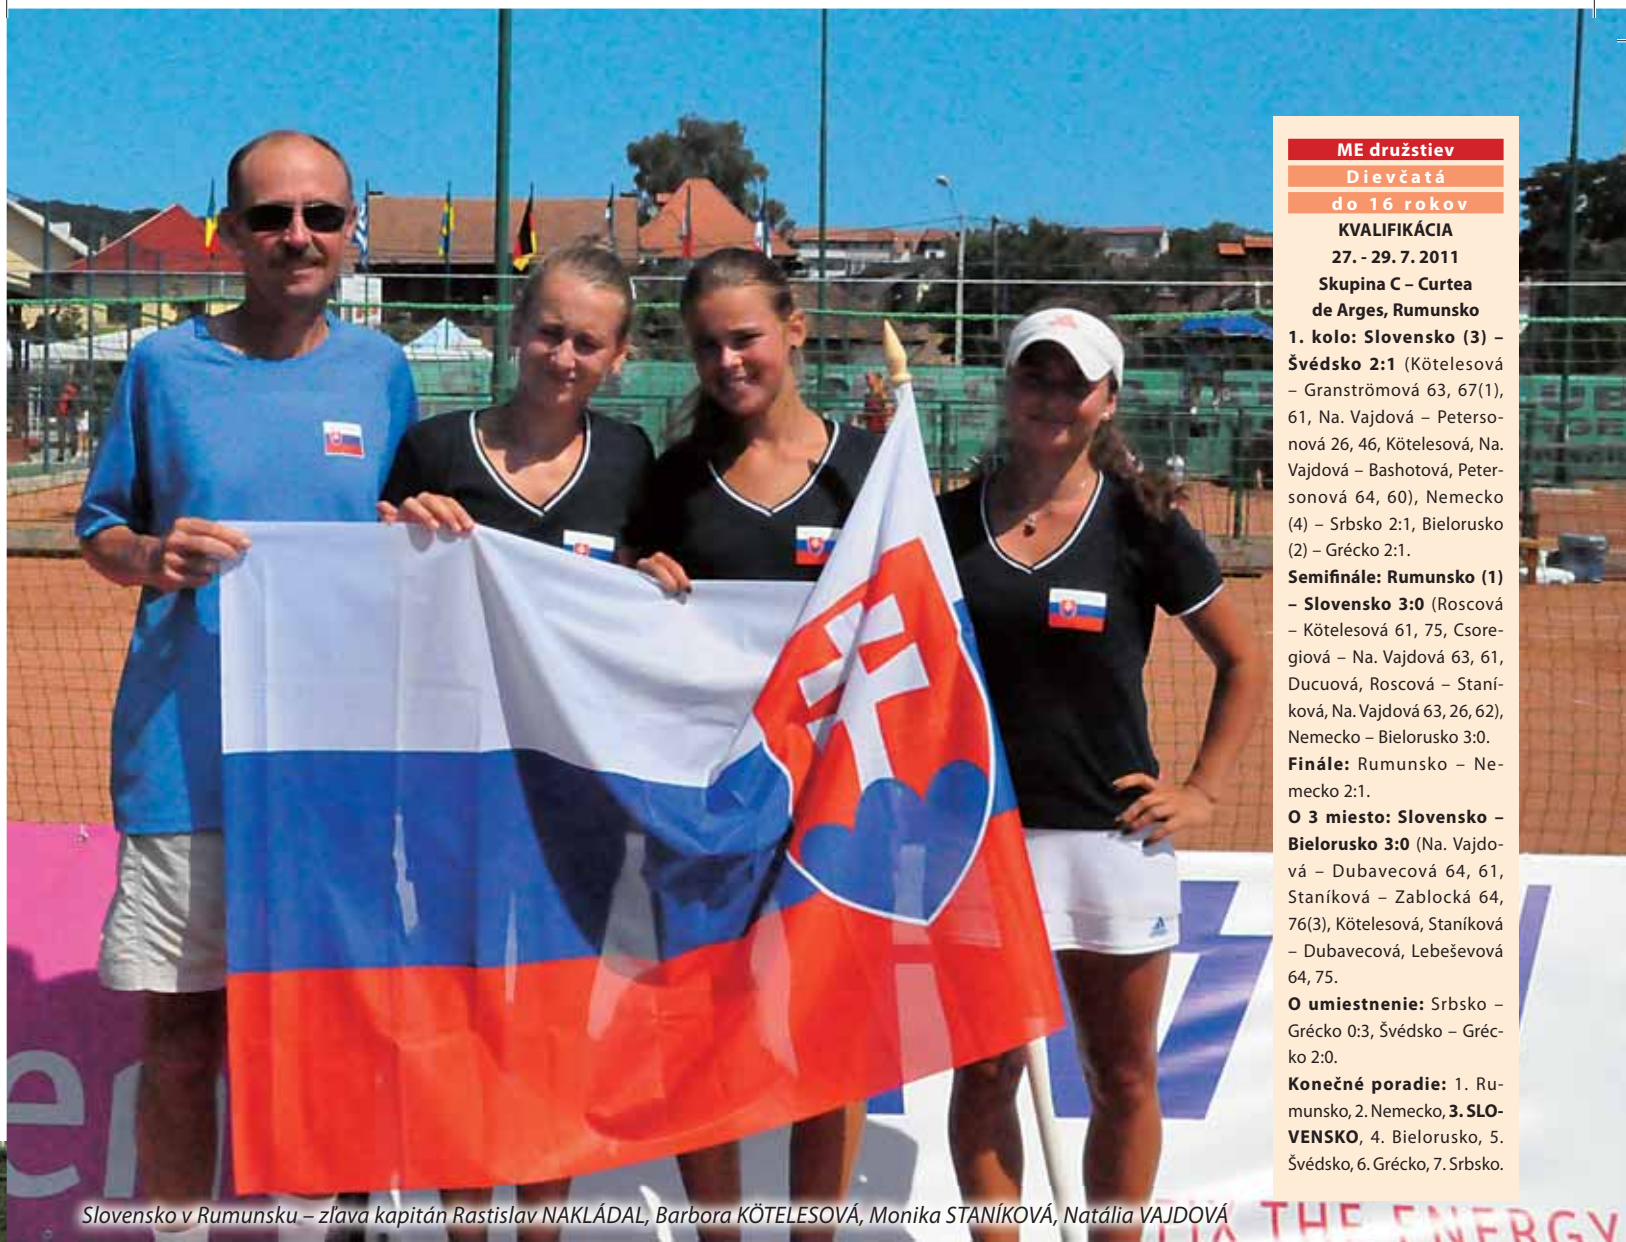 ME družstiev
Dievčatá
do 16 rokov
KVALIFIKÁCIA
27. - 29. 7. 2011
Skupina C – Curtea
de Arges, Rumunsko
1. kolo: Slovensko (3) –
Švédsko 2:1 (Kötelesová
– Granströmová 63, 67(1),
61, Na. Vajdová – Peterso-
nová 26, 46, Kötelesová, Na.
Vajdová – Bashotová, Peter-
sonová 64, 60), Nemecko
(4) – Srbsko 2:1, Bielorusko
(2) – Grécko 2:1.
Semifinále: Rumunsko (1)
– Slovensko 3:0 (Roscová
– Kötelesová 61, 75, Csore-
giová – Na. Vajdová 63, 61,
Ducuová, Roscová – Staní-
ková, Na. Vajdová 63, 26, 62),
Nemecko – Bielorusko 3:0.
Finále: Rumunsko – Ne-
mecko 2:1.
O 3 miesto: Slovensko –
Bielorusko 3:0 (Na. Vajdo-
vá – Dubavecová 64, 61,
Staníková – Zablocká 64,
76(3), Kötelesová, Staníková
– Dubavecová, Lebeševová
64, 75.
O umiestnenie: Srbsko –
Grécko 0:3, Švédsko – Gréc-
ko 2:0.
Konečné poradie: 1. Ru-
munsko, 2. Nemecko, 3. SLO-
VENSKO, 4. Bielorusko, 5.
Švédsko, 6. Grécko, 7. Srbsko.
Slovensko v Rumunsku – zľava kapitán Rastislav NAKLÁDAL, Barbora KÖTELESOVÁ, Monika STANÍKOVÁ, Natália VAJDOVÁ
THE ENERGY